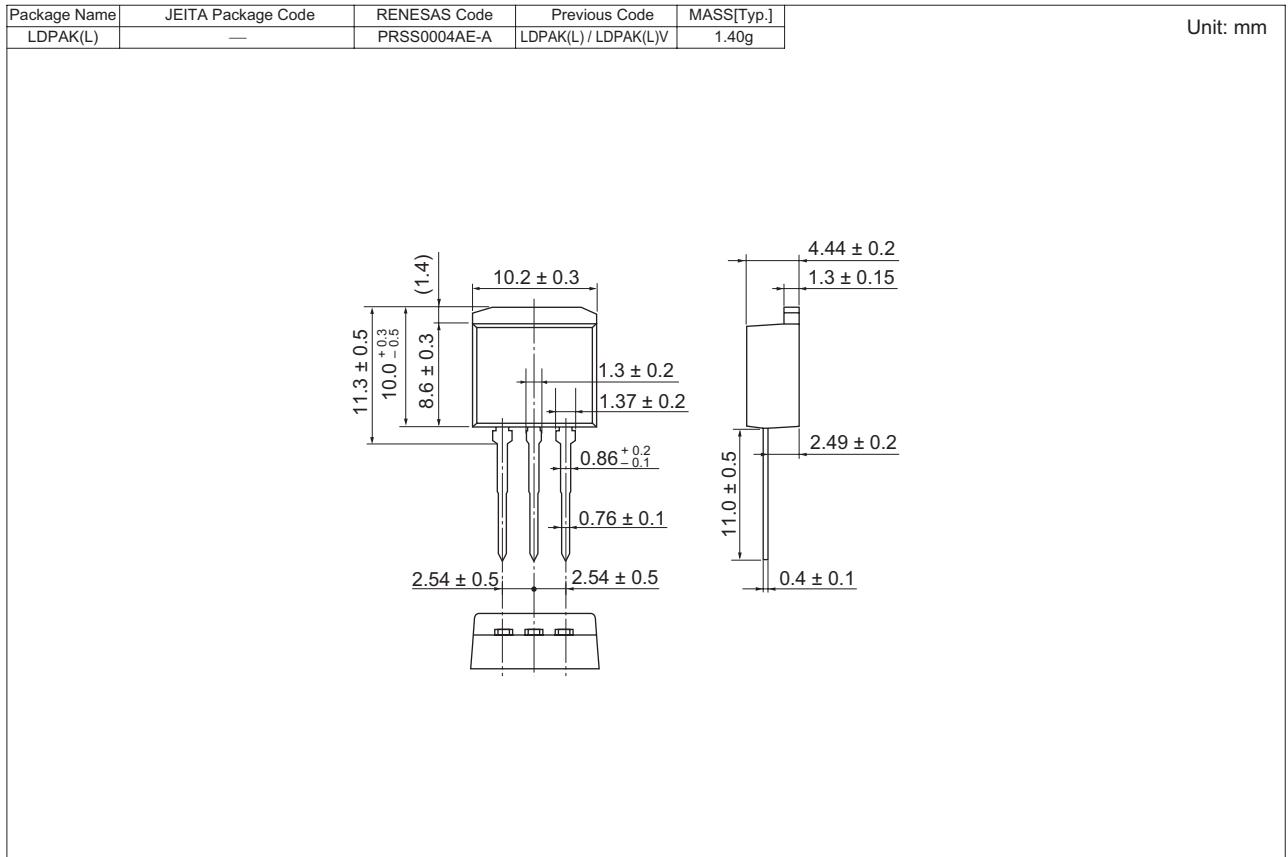 Package Name JEITA Package Code RENESAS Code Previous Code MASS[Typ.]
LDPAK(L) — PRSS0004AE-A LDPAK(L) / LDPAK(L)V 1.40g
Unit: mm
4.44 ± 0.2
(1.4)
10.2 ± 0.3
1.3 ± 0.15
11.3 ± 0.5
10.0 + 0.3 – 0.5
8.6 ± 0.3
1.3 ± 0.2
1.37 ± 0.2
2.49 ± 0.2
0.86 + 0.2 – 0.1
11.0 ± 0.5
0.76 ± 0.1
2.54 ± 0.5
2.54 ± 0.5
0.4 ± 0.1